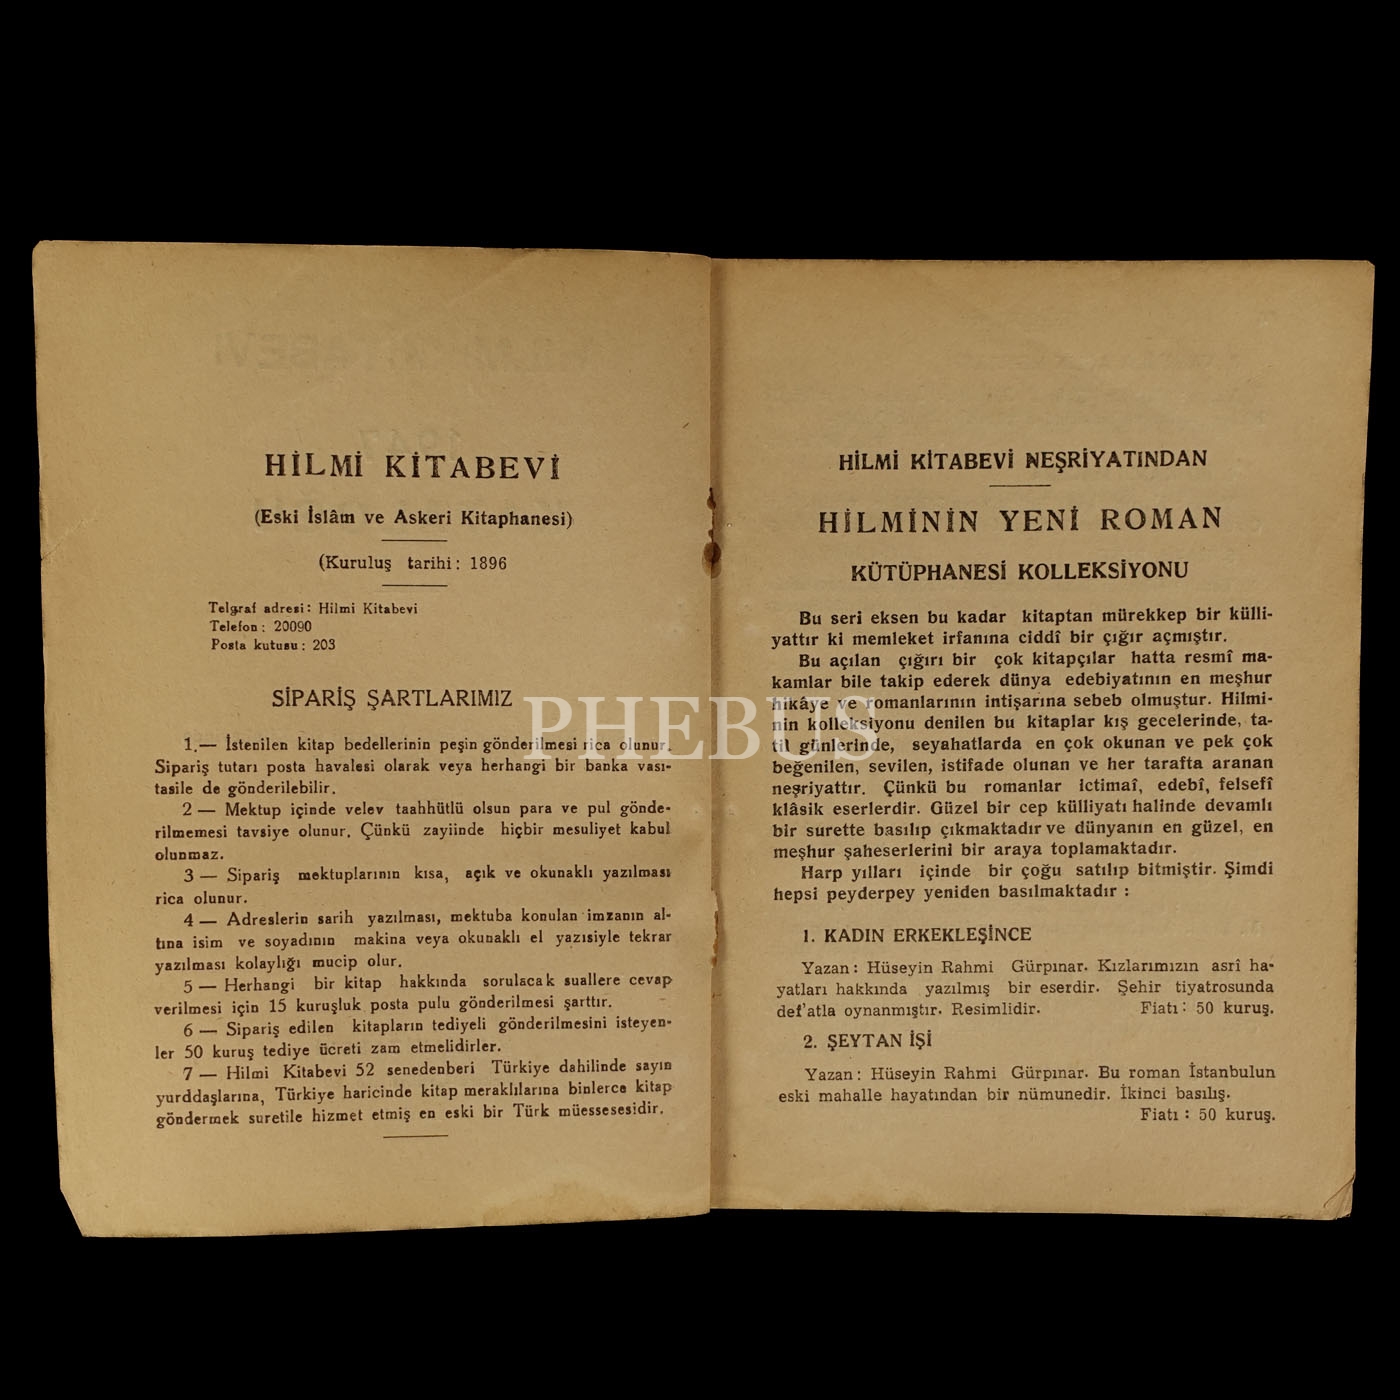 HİLMİ KİTABEVİ
(Eski İslâm ve Askeri Kitaphanesi)
(Kuruluş tarihi: 1896
Telgraf adresi: Hilmi Kitabevi
Telefon: 20090
Posta kutusu: 203
SİPARİŞ ŞARTLARIMIZ
1.— İstenilen kitap bedellerinin peşin gönderilmesi rica olunur.
Sipariş tutarı posta havalesi olarak veya herhangi bir banka vası-
tasile de gönderilebilir.
2 — Mektup içinde velev taahhütlü olsun para ve pul gönde-
rilmemesi tavsiye olunur. Çünkü zayiinde hiçbir mesuliyet kabul
olunmaz.
3 — Sipariş mektuplarının kısa, açık ve okunaklı yazılması
rica olunur.
4 — Adreslerin sarih yazılması, mektuba konulan imzanın al-
tına isim ve soyadının makina veya okunaklı el yazısiyle tekrar
yazılması kolaylığı mucip olur.
5 — Herhangi bir kitap hakkında sorulacak suallere cevap
verilmesi için 15 kuruşluk posta pulu gönderilmesi şarttır.
6 — Sipariş edilen kitapların tediyeli gönderilmesini isteyen-
ler 50 kuruş tediye ücreti zam etmelidirler.
7 — Hilmi Kitabevi 52 senedenberi Türkiye dahilinde sayın
yurddaşlarına, Türkiye haricinde kitap meraklılarına binlerce kitap
göndermek suretile hizmet etmiş en eski bir Türk müessesesidir.
HİLMİ KİTABEVİ NEŞRİYATINDAN
HİLMİNİN YENİ ROMAN
KÜTÜPHANESİ KOLLEKSİYONU
Bu seri eksen bu kadar kitaptan mürekkep bir külli-
yattır ki memleket irfanına ciddî bir çığır açmıştır.
Bu açılan çığırı bir çok kitapçılar hatta resmî ma-
kamlar bile takip ederek dünya edebiyatının en meşhur
hikâye ve romanlarının intişarına sebeb olmuştur. Hilmi-
nin kolleksiyonu denilen bu kitaplar kış gecelerinde, ta-
til günlerinde, seyahatlarda en çok okunan ve pek çok
beğenilen, sevilen, istifade olunan ve her tarafta aranan
neşriyattır. Çünkü bu romanlar ictimaî, edebî, felsefî
klâsik eserlerdir. Güzel bir cep külliyatı halinde devamlı
bir surette basılıp çıkmaktadır ve dünyanın en güzel, en
meşhur şaheserlerini bir araya toplamaktadır.
Harp yılları içinde bir çoğu satılıp bitmiştir. Şimdi
hepsi peyderpey yeniden basılmaktadır :
1. KADIN ERKEKLEŞİNCE
Yazan: Hüseyin Rahmi Gürpınar. Kızlarımızın asrî ha-
yatları hakkında yazılmış bir eserdir. Şehir tiyatrosunda
def'atla oynanmıştır. Resimlidir. Fiatı: 50 kuruş.
2. ŞEYTAN İŞİ
Yazan: Hüseyin Rahmi Gürpınar. Bu roman İstanbulun
eski mahalle hayatından bir nümunedir. İkinci basılış.
Fiatı : 50 kuruş.
PHEBUS